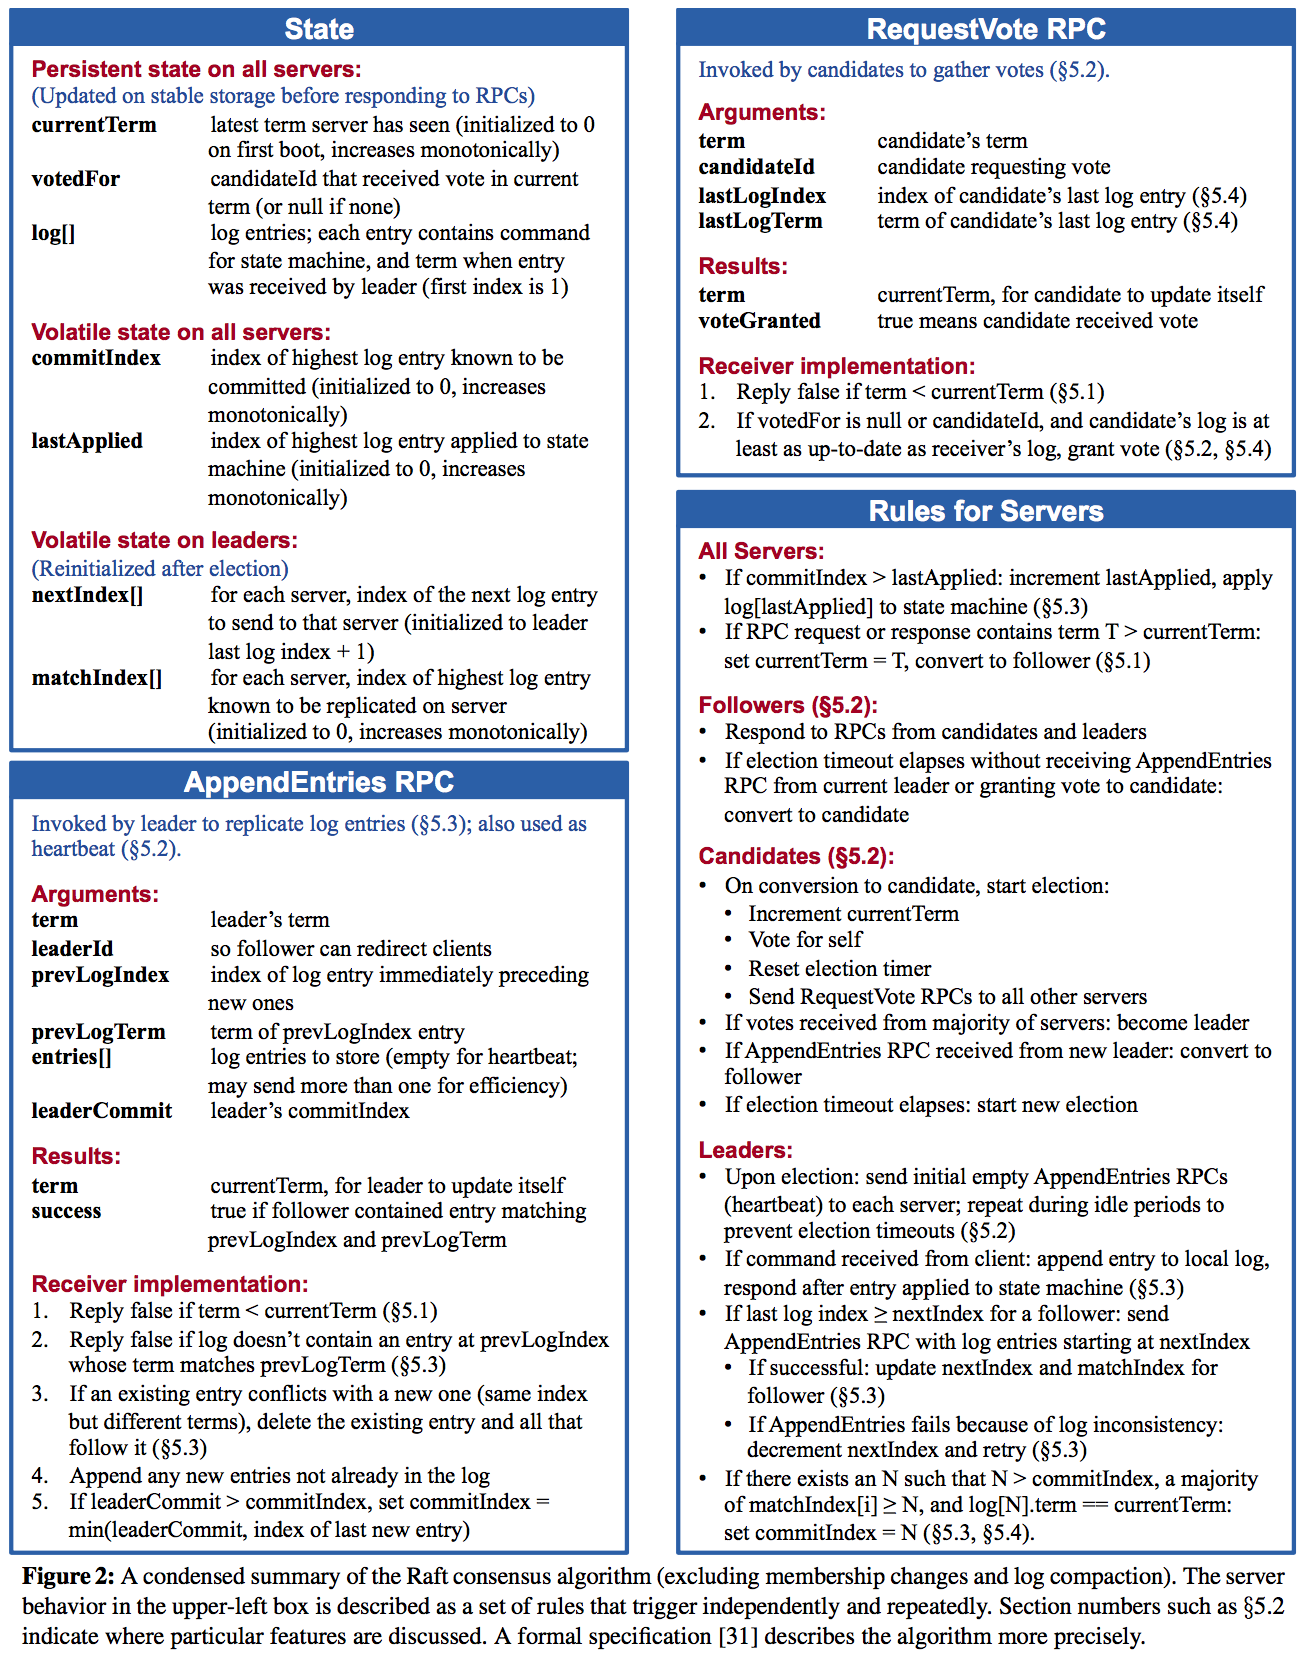 State
Persistent state on all servers:
(Updated on stable storage before responding to RPCs)
currentTerm latest term server has seen (initialized to 0
on first boot, increases monotonically)
votedFor candidateId that received vote in current
term (or null if none)
log[] log entries; each entry contains command
for state machine, and term when entry
was received by leader (first index is 1)
Volatile state on all servers:
commitIndex index of highest log entry known to be
committed (initialized to 0, increases
monotonically)
lastApplied index of highest log entry applied to state
machine (initialized to 0, increases
monotonically)
Volatile state on leaders:
(Reinitialized after election)
nextIndex[] for each server, index of the next log entry
to send to that server (initialized to leader
last log index + 1)
matchIndex[] for each server, index of highest log entry
known to be replicated on server
(initialized to 0, increases monotonically)
AppendEntries RPC
Invoked by leader to replicate log entries (§5.3); also used as
heartbeat (§5.2).
Arguments:
term leader’s term
leaderId so follower can redirect clients
prevLogIndex index of log entry immediately preceding
new ones
prevLogTerm term of prevLogIndex entry
entries[] log entries to store (empty for heartbeat;
may send more than one for efficiency)
leaderCommit leader’s commitIndex
Results:
term currentTerm, for leader to update itself
success true if follower contained entry matching
prevLogIndex and prevLogTerm
Receiver implementation:
1. Reply false if term < currentTerm (§5.1)
2. Reply false if log doesn’t contain an entry at prevLogIndex
whose term matches prevLogTerm (§5.3)
3. If an existing entry conflicts with a new one (same index
but different terms), delete the existing entry and all that
follow it (§5.3)
4. Append any new entries not already in the log
5. If leaderCommit > commitIndex, set commitIndex =
min(leaderCommit, index of last new entry)
RequestVote RPC
Invoked by candidates to gather votes (§5.2).
Arguments:
term candidate’s term
candidateId candidate requesting vote
lastLogIndex index of candidate’s last log entry (§5.4)
lastLogTerm term of candidate’s last log entry (§5.4)
Results:
term currentTerm, for candidate to update itself
voteGranted true means candidate received vote
Receiver implementation:
1. Reply false if term < currentTerm (§5.1)
2. If votedFor is null or candidateId, and candidate’s log is at
least as up-to-date as receiver’s log, grant vote (§5.2, §5.4)
Rules for Servers
All Servers:
• If commitIndex > lastApplied: increment lastApplied, apply
log[lastApplied] to state machine (§5.3)
• If RPC request or response contains term T > currentTerm:
set currentTerm = T, convert to follower (§5.1)
Followers (§5.2):
• Respond to RPCs from candidates and leaders
• If election timeout elapses without receiving AppendEntries
RPC from current leader or granting vote to candidate:
convert to candidate
Candidates (§5.2):
• On conversion to candidate, start election:
• Increment currentTerm
• Vote for self
• Reset election timer
• Send RequestVote RPCs to all other servers
• If votes received from majority of servers: become leader
• If AppendEntries RPC received from new leader: convert to
follower
• If election timeout elapses: start new election
Leaders:
• Upon election: send initial empty AppendEntries RPCs
(heartbeat) to each server; repeat during idle periods to
prevent election timeouts (§5.2)
• If command received from client: append entry to local log,
respond after entry applied to state machine (§5.3)
• If last log index ≥ nextIndex for a follower: send
AppendEntries RPC with log entries starting at nextIndex
• If successful: update nextIndex and matchIndex for
follower (§5.3)
• If AppendEntries fails because of log inconsistency:
decrement nextIndex and retry (§5.3)
• If there exists an N such that N > commitIndex, a majority
of matchIndex[i] ≥ N, and log[N].term == currentTerm:
set commitIndex = N (§5.3, §5.4).
Figure 2: A condensed summary of the Raft consensus algorithm (excluding membership changes and log compaction). The server
behavior in the upper-left box is described as a set of rules that trigger independently and repeatedly. Section numbers such as §5.2
indicate where particular features are discussed. A formal specification [31] describes the algorithm more precisely.